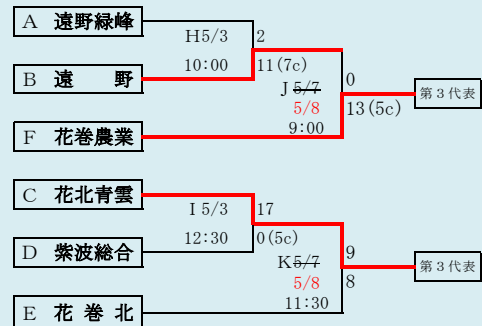 A 遠野緑峰
H5/3 2
B 遠　野 10:00 11(7c)
J 5/7 0
5/8 13(5c) 第3代表
F 花巻農業 9:00
C 花北青雲
I 5/3 17
D 紫波総合 12:30 0(5c)
K5/7 9
5/8 8 第3代表
E 花 巻 北 11:30